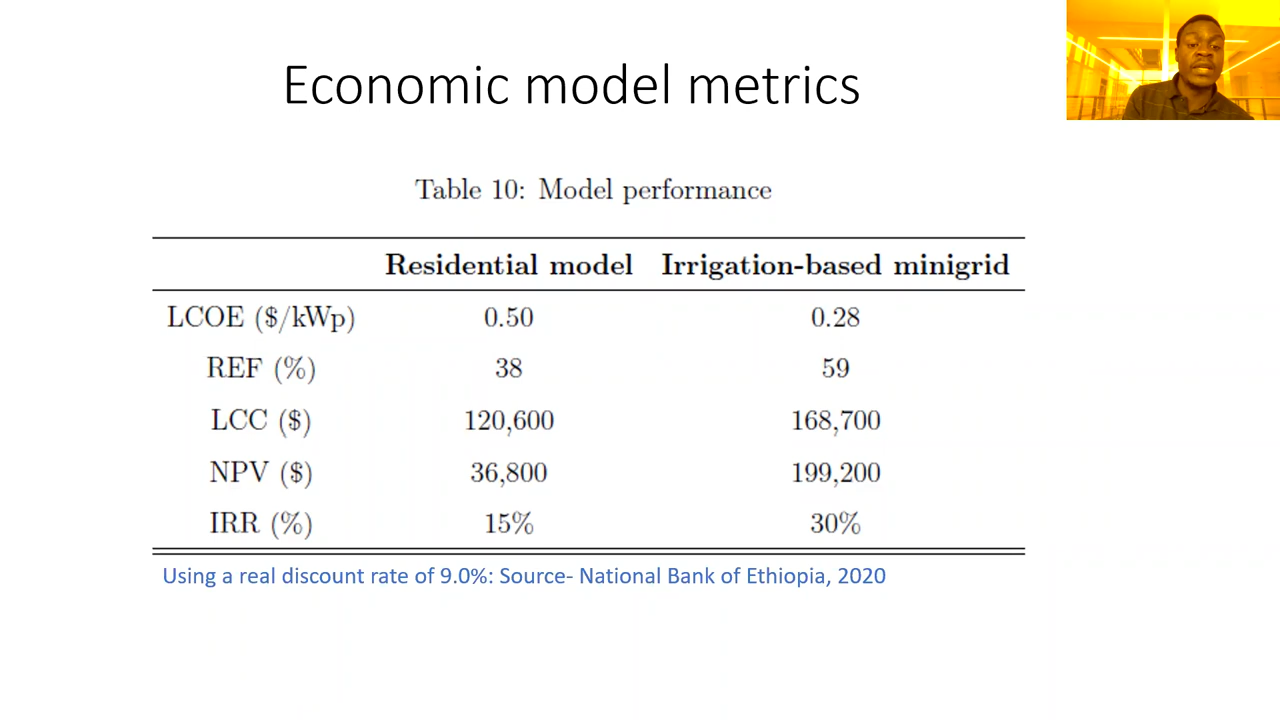 Economic model metrics
Table 10: Model performance
Residential model Irrigation-based minigrid
LCOE ($/kWp) 0.50 0.28
REF (%) 38 59
LCC ($) 120,600 168,700
NPV ($) 36,800 199,200
IRR (%) 15% 30%
Using a real discount rate of 9.0%: Source- National Bank of Ethiopia, 2020